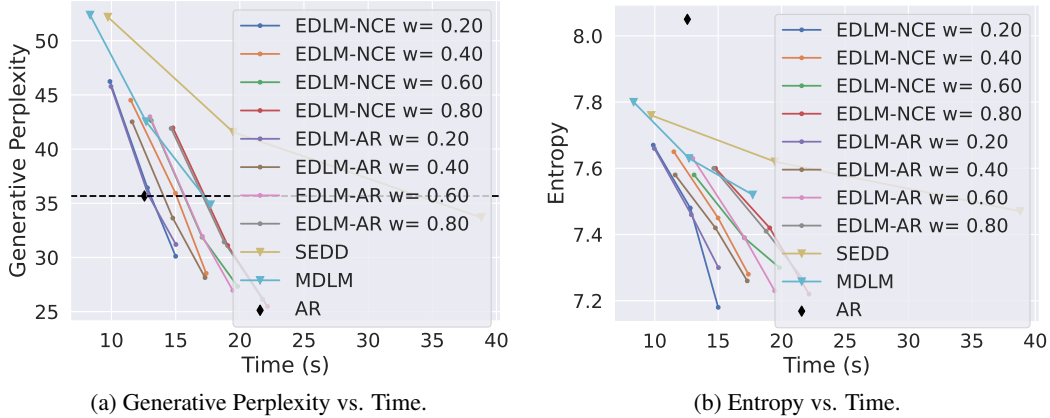 50
45
40
35
30
25
Generative Perplexity
10 15 20 25 30 35 40
Time (s)
EDLM-NCE w= 0.20
EDLM-NCE w= 0.40
EDLM-NCE w= 0.60
EDLM-NCE w= 0.80
EDLM-AR w= 0.20
EDLM-AR w= 0.40
EDLM-AR w= 0.60
EDLM-AR w= 0.80
SEDD
MDLM
AR
(a) Generative Perplexity vs. Time.
8.0
7.8
7.6
7.4
7.2
Entropy
10 15 20 25 30 35 40
Time (s)
EDLM-NCE w= 0.20
EDLM-NCE w= 0.40
EDLM-NCE w= 0.60
EDLM-NCE w= 0.80
EDLM-AR w= 0.20
EDLM-AR w= 0.40
EDLM-AR w= 0.60
EDLM-AR w= 0.80
SEDD
MDLM
AR
(b) Entropy vs. Time.